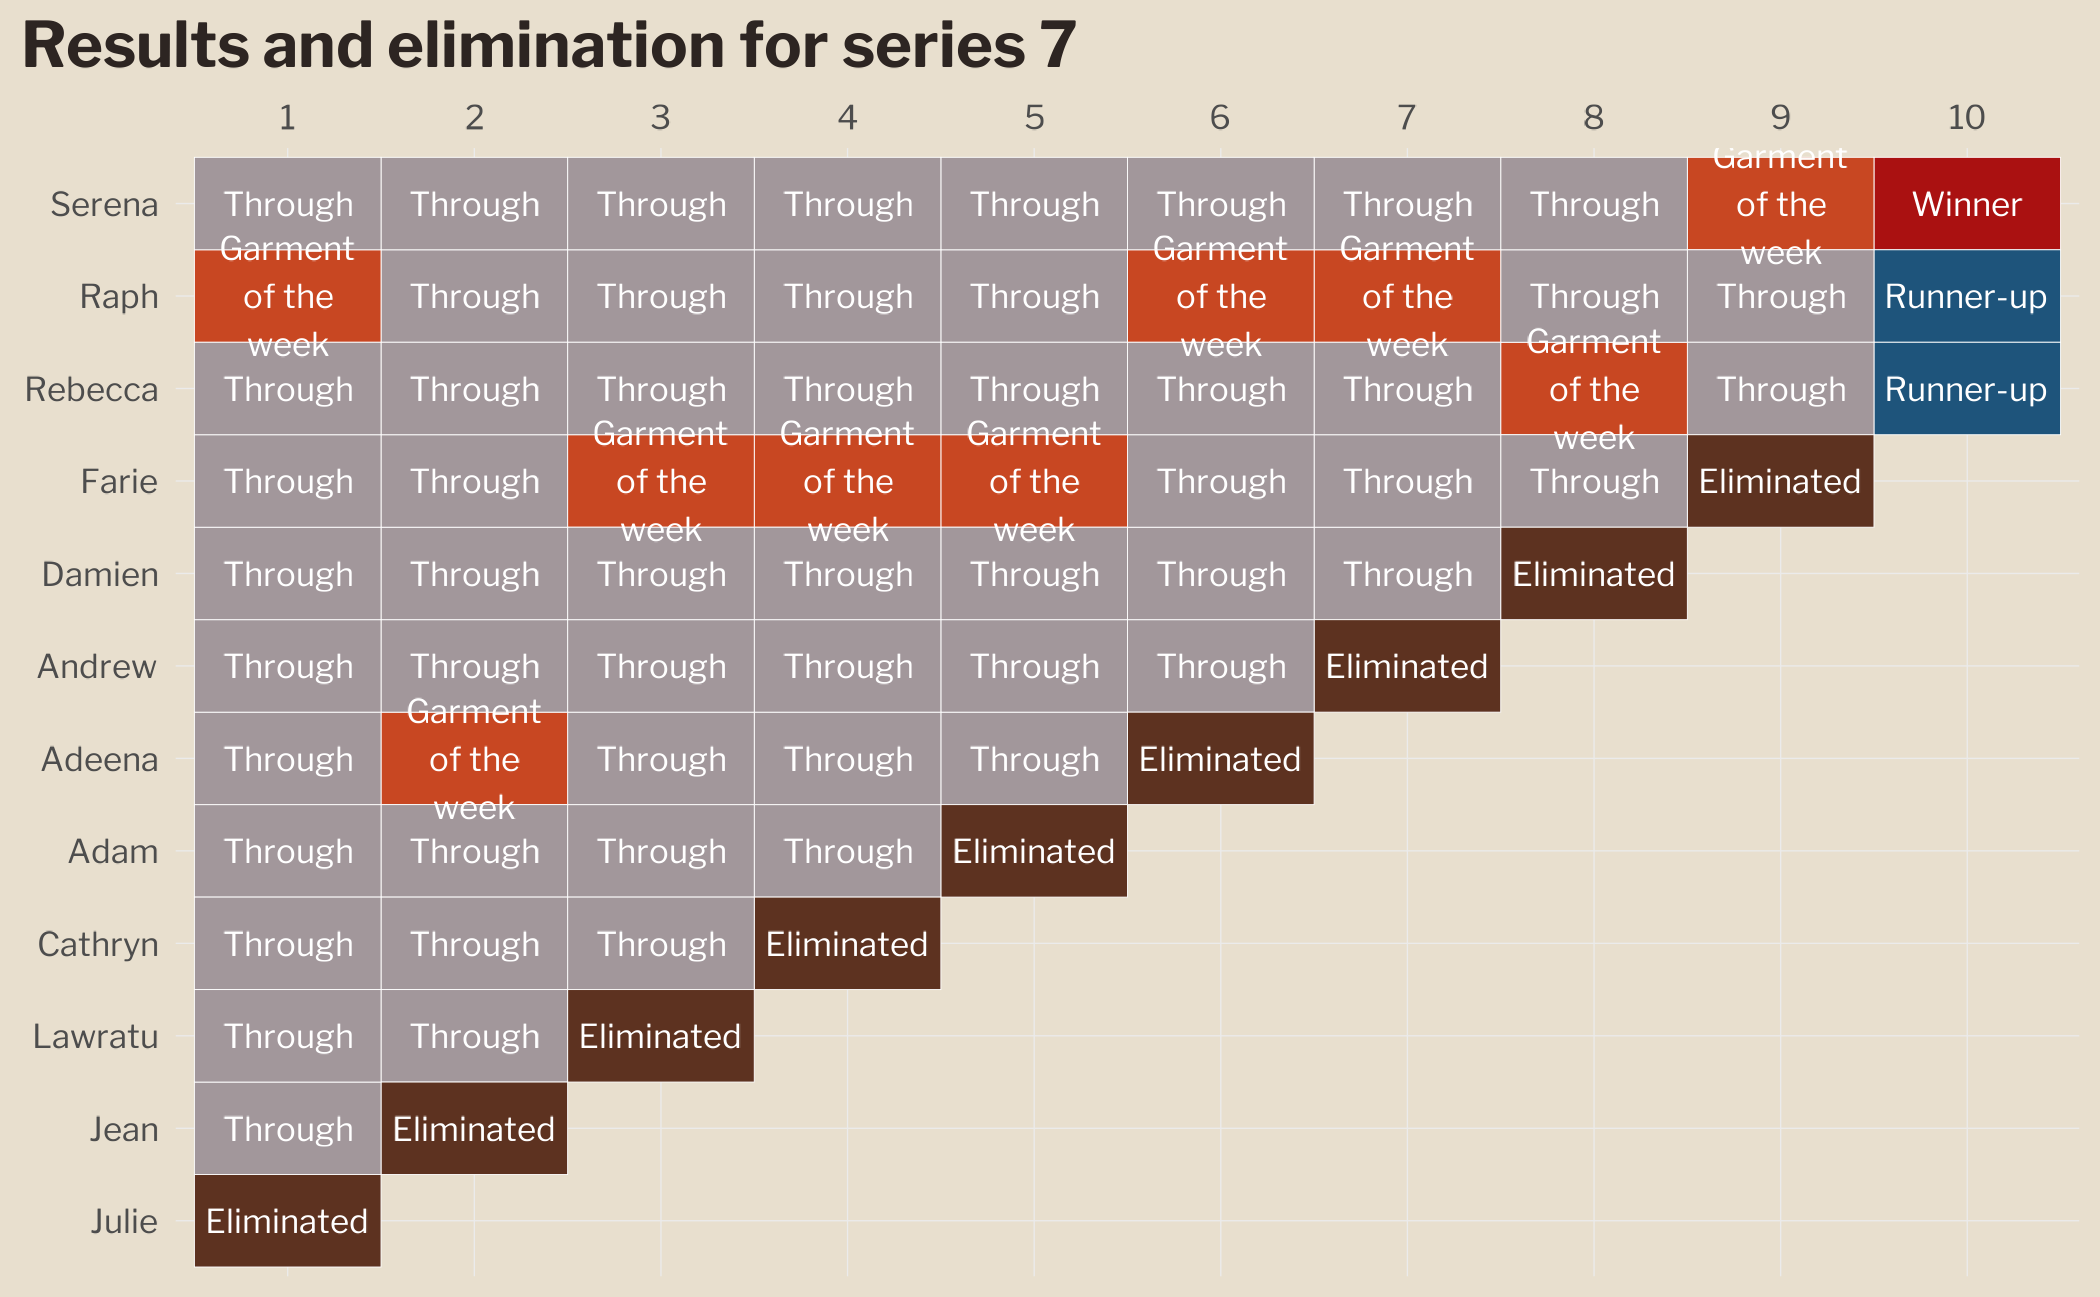 Results and elimination for series 7
1 2 3 4 5 6 7 8 9 10
Serena Through Through Through Through Through Through Through Through Garment of the week Winner
Raph Garment of the week Through Through Through Through Garment of the week Garment of the week Through Through Runner-up
Rebecca Through Through Through Through Through Through Through Garment of the week Through Runner-up
Farie Through Through Garment of the week Garment of the week Garment of the week Through Through Through Eliminated
Damien Through Through Through Through Through Through Through Eliminated
Andrew Through Through Through Through Through Through Eliminated
Adeena Through Garment of the week Through Through Through Eliminated
Adam Through Through Through Through Eliminated
Cathryn Through Through Through Eliminated
Lawratu Through Through Eliminated
Jean Through Eliminated
Julie Eliminated